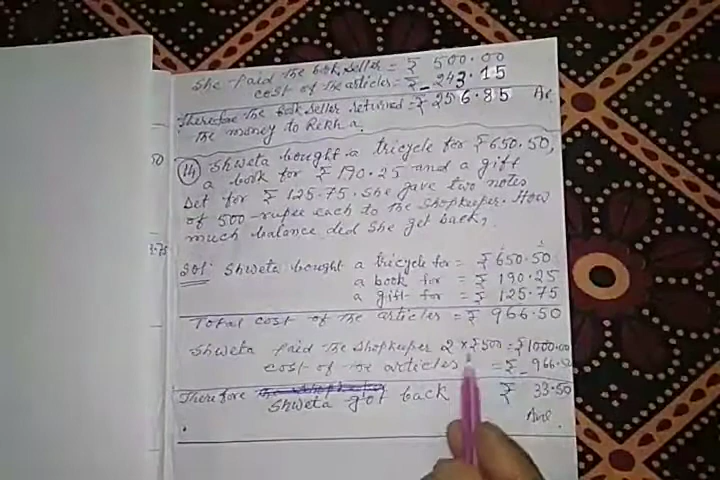 She paid the book seller = ₹ 500.00
cost of the articles = ₹ - 243.15
Therefore the book seller returned = ₹ 256.85 An.
the money to Rekha.
50
(14) Shweta bought a tricycle for ₹650.50,
a book for ₹ 190.25 and a gift
set for ₹ 125.75. She gave two notes
of 500-rupee each to the shopkeeper. How
much balance did she get back?
3.75
Sol: Shweta bought a tricycle for = ₹650.50
a book for = ₹ 190.25
a gift for = ₹ 125.75
Total cost of the articles = ₹ 966.50
Shweta paid the shopkeeper 2 × ₹500 = ₹1000.00
cost of the articles = ₹ - 966.50
Therefore Shweta got back ₹ 33.50
Ans.